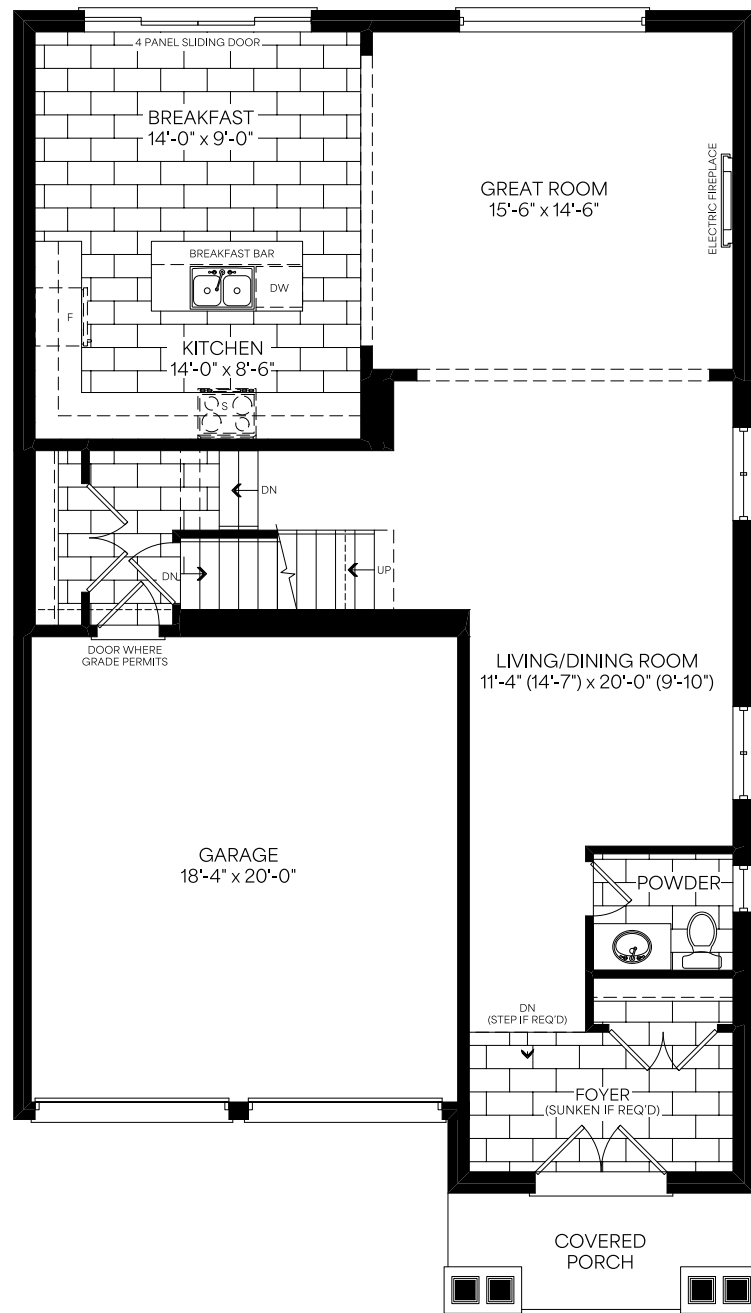 4 PANEL SLIDING DOOR
BREAKFAST
14'-0" x 9'-0"
GREAT ROOM
15'-6" x 14'-6"
ELECTRIC FIREPLACE
BREAKFAST BAR
DW
F
KITCHEN
14'-0" x 8'-6"
S
DN
DN
UP
DOOR WHERE
GRADE PERMITS
LIVING/DINING ROOM
11'-4" (14'-7") x 20'-0" (9'-10")
GARAGE
18'-4" x 20'-0"
POWDER
DN
(STEP IF REQ'D)
FOYER
(SUNKEN IF REQ'D)
COVERED
PORCH